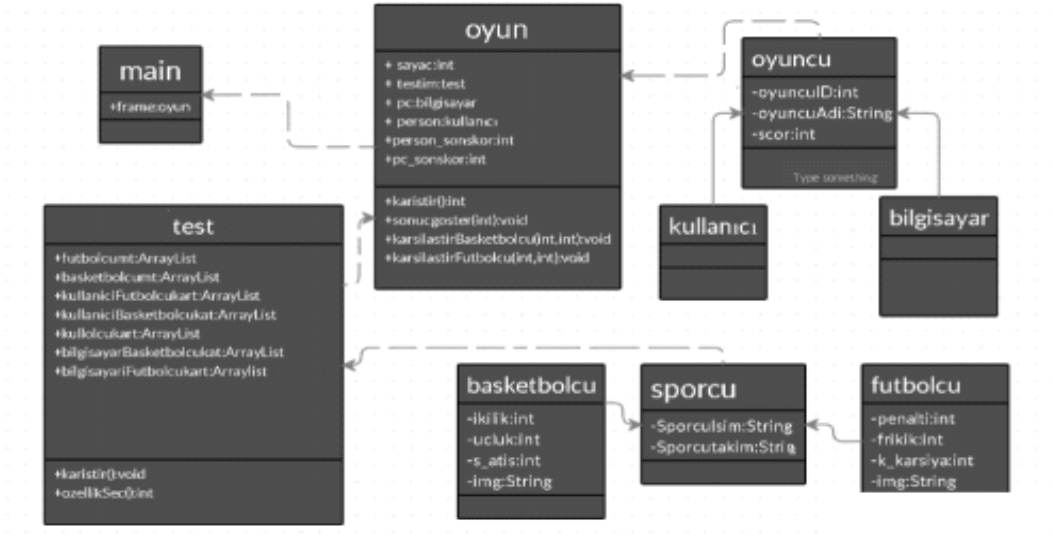 main
+frame:oyun
oyun
+ sayac:int
+ testim:test
+ pc:bilgisayar
+ person:kullanıcı
+person_sonskor:int
+pc_sonskor:int
+karistir():int
+sonucgoster(int):void
+karsilastirBasketbolcu(int,int):void
+karsilastirFutbolcu(int,int):void
oyuncu
-oyuncuID:int
-oyuncuAdi:String
-scor:int
Type something
kullanıcı
bilgisayar
test
+futbolcumt:ArrayList
+basketbolcumt:ArrayList
+kullaniciFutbolcukart:ArrayList
+kullaniciBasketbolcukat:ArrayList
+kullolcukart:ArrayList
+bilgisayarBasketbolcukat:ArrayList
+bilgisayariFutbolcukart:Arraylist
+karistir():void
+ozellikSec():int
basketbolcu
-ikilik:int
-ucluk:int
-s_atis:int
-img:String
sporcu
-SporcuIsim:String
-Sporcutakim:String
futbolcu
-penalti:int
-frikik:int
-k_karsiya:int
-img:String